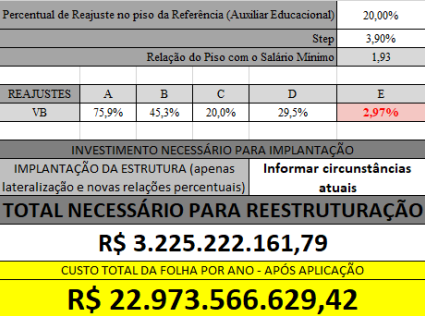 Percentual de Reajuste no piso da Referência (Auxiliar Educacional) 20,00%
Step 3,90%
Relação do Piso com o Salário Minimo 1,93
REAJUSTES A B C D E
VB 75,9% 45,3% 20,0% 29,5% 2,97%
INVESTIMENTO NECESSÁRIO PARA IMPLANTAÇÃO
IMPLANTAÇÃO DA ESTRUTURA (apenas Informar circunstâncias
lateralização e novas relações percentuais) atuais
TOTAL NECESSÁRIO PARA REESTRUTURAÇÃO
R$ 3.225.222.161,79
CUSTO TOTAL DA FOLHA POR ANO - APÓS APLICAÇÃO
R$ 22.973.566.629,42